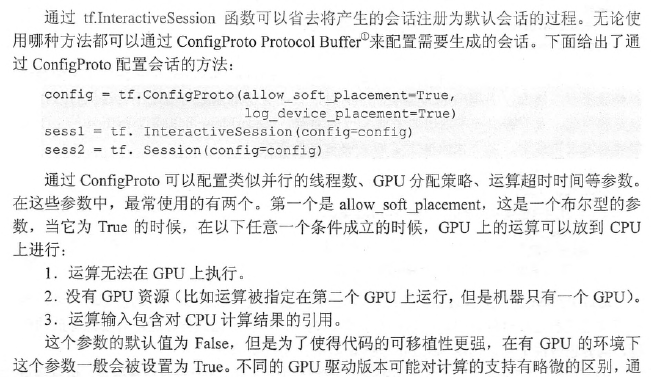 通过 tf.InteractiveSession 函数可以省去将产生的会话注册为默认会话的过程。无论使
用哪种方法都可以通过 ConfigProto Protocol Buffer①来配置需要生成的会话。下面给出了通
过 ConfigProto 配置会话的方法：
config = tf.ConfigProto(allow_soft_placement=True,
log_device_placement=True)
sess1 = tf. InteractiveSession(config=config)
sess2 = tf. Session(config=config)
通过 ConfigProto 可以配置类似并行的线程数、GPU 分配策略、运算超时时间等参数。
在这些参数中，最常使用的有两个。第一个是 allow_soft_placement，这是一个布尔型的参
数，当它为 True 的时候，在以下任意一个条件成立的时候，GPU 上的运算可以放到 CPU
上进行：
1．运算无法在 GPU 上执行。
2．没有 GPU 资源（比如运算被指定在第二个 GPU 上运行，但是机器只有一个 GPU）。
3．运算输入包含对 CPU 计算结果的引用。
这个参数的默认值为 False，但是为了使得代码的可移植性更强，在有 GPU 的环境下
这个参数一般会被设置为 True。不同的 GPU 驱动版本可能对计算的支持有略微的区别，通